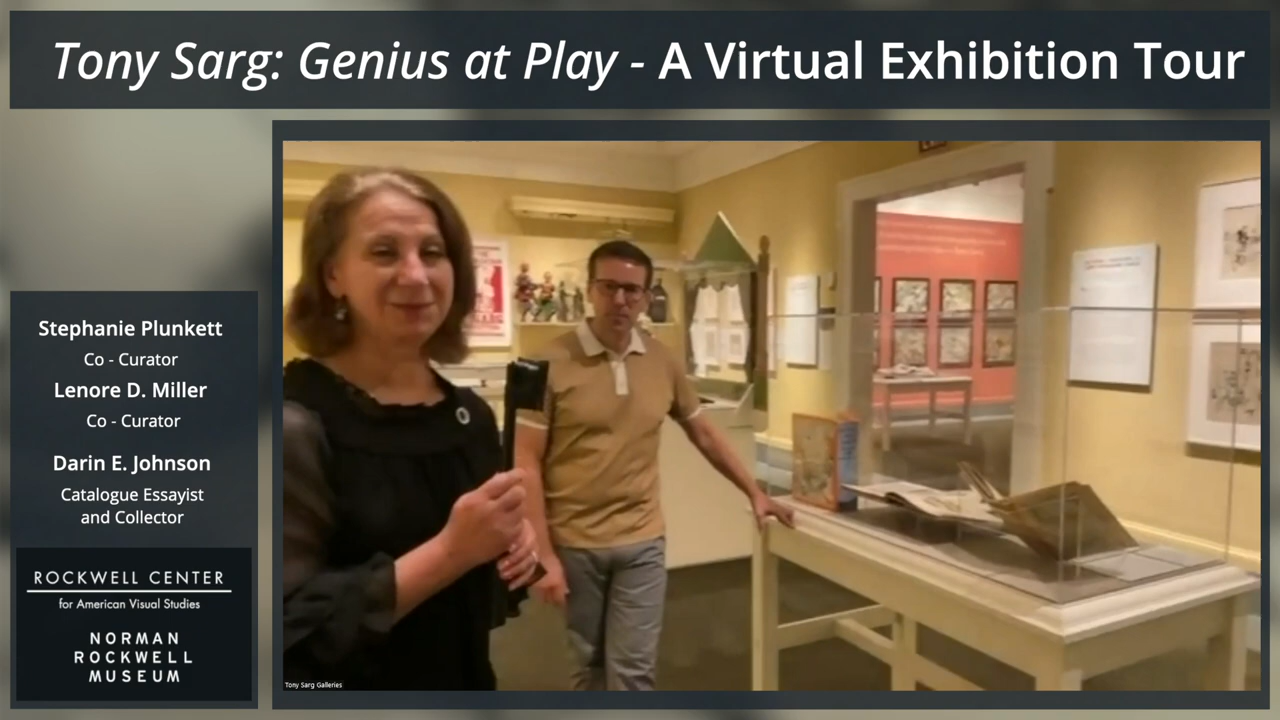 Tony Sarg: Genius at Play - A Virtual Exhibition Tour
Stephanie Plunkett
Co - Curator
Lenore D. Miller
Co - Curator
Darin E. Johnson
Catalogue Essayist
and Collector
ROCKWELL CENTER
for American Visual Studies
NORMAN
ROCKWELL
MUSEUM
Tony Sarg Galleries